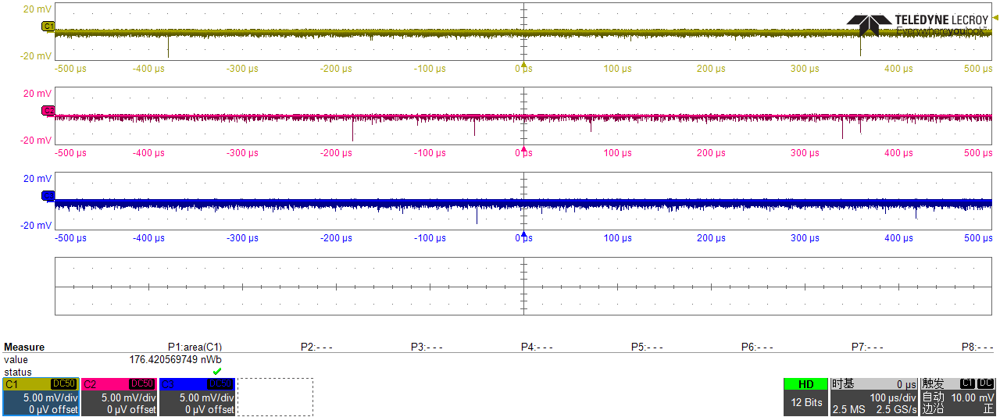 20 mV
C1
TELEDYNE LECROY
Everywhereyoulook™
-20 mV
-500 µs -400 µs -300 µs -200 µs -100 µs 0 µs 100 µs 200 µs 300 µs 400 µs 500 µs
20 mV
C2
-20 mV
-500 µs -400 µs -300 µs -200 µs -100 µs 0 µs 100 µs 200 µs 300 µs 400 µs 500 µs
20 mV
C3
-20 mV
-500 µs -400 µs -300 µs -200 µs -100 µs 0 µs 100 µs 200 µs 300 µs 400 µs 500 µs
Measure P1:area(C1) P2:- - - P3:- - - P4:- - - P5:- - - P6:- - - P7:- - - P8:- - -
value 176.420569749 nWb
status
C1 DC50 C2 DC50 C3 DC50 HD 时基 0 µs 触发 C1 DC
5.00 mV/div 5.00 mV/div 5.00 mV/div 12 Bits 100 µs/div 自动 10.00 mV
0 µV offset 0 µV offset 0 µV offset 2.5 MS 2.5 GS/s 边沿 正